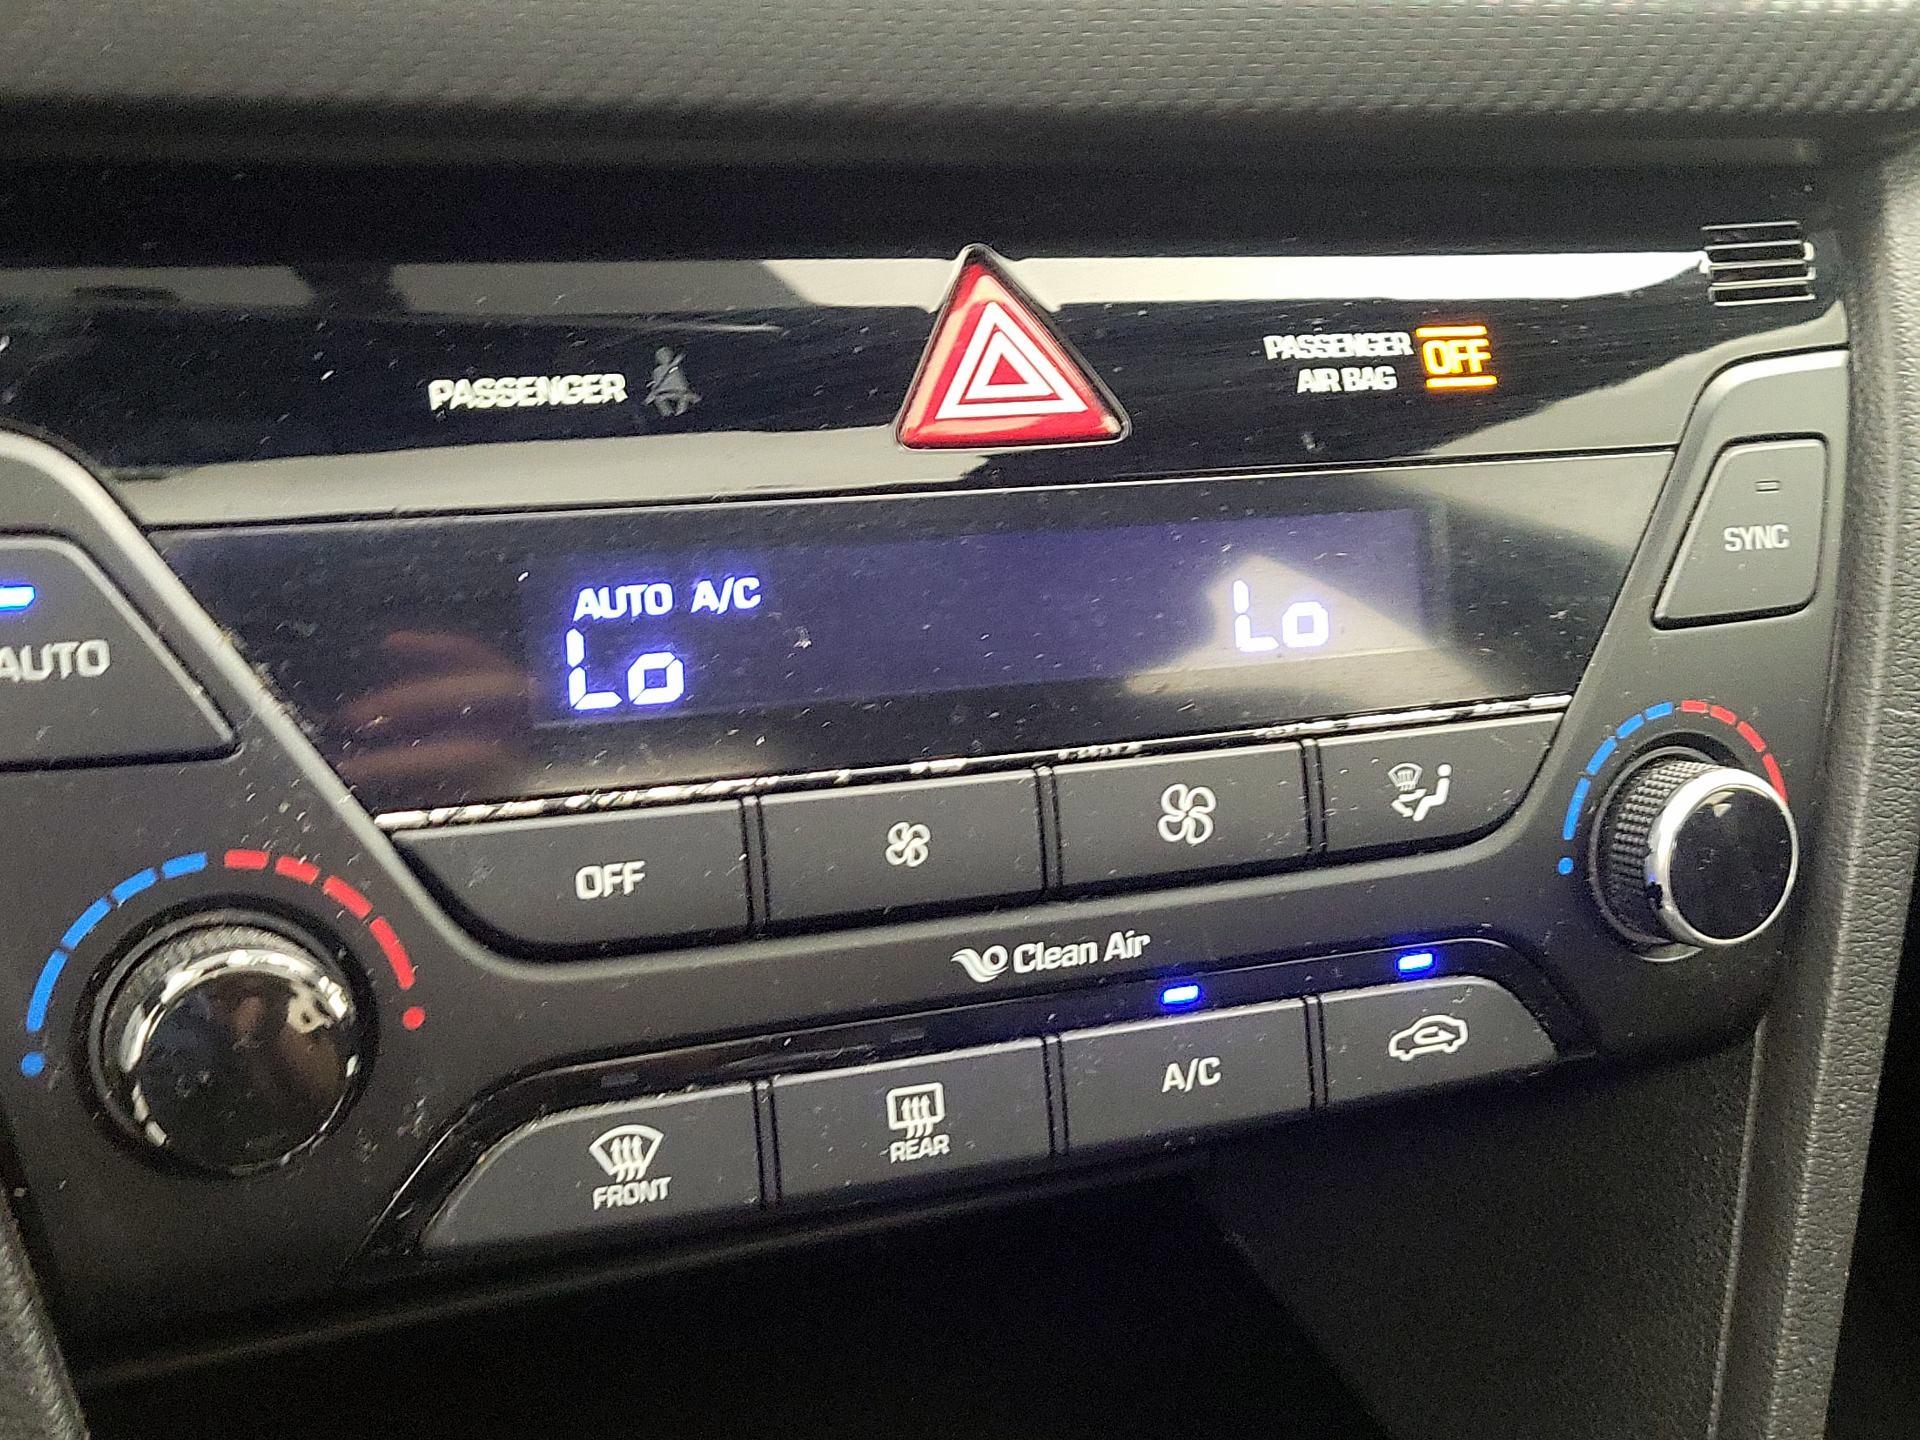 PASSENGER
PASSENGER OFF
AIR BAG
SYNC
AUTO A/C
Lo
Lo
AUTO
OFF
Clean Air
A/C
REAR
FRONT